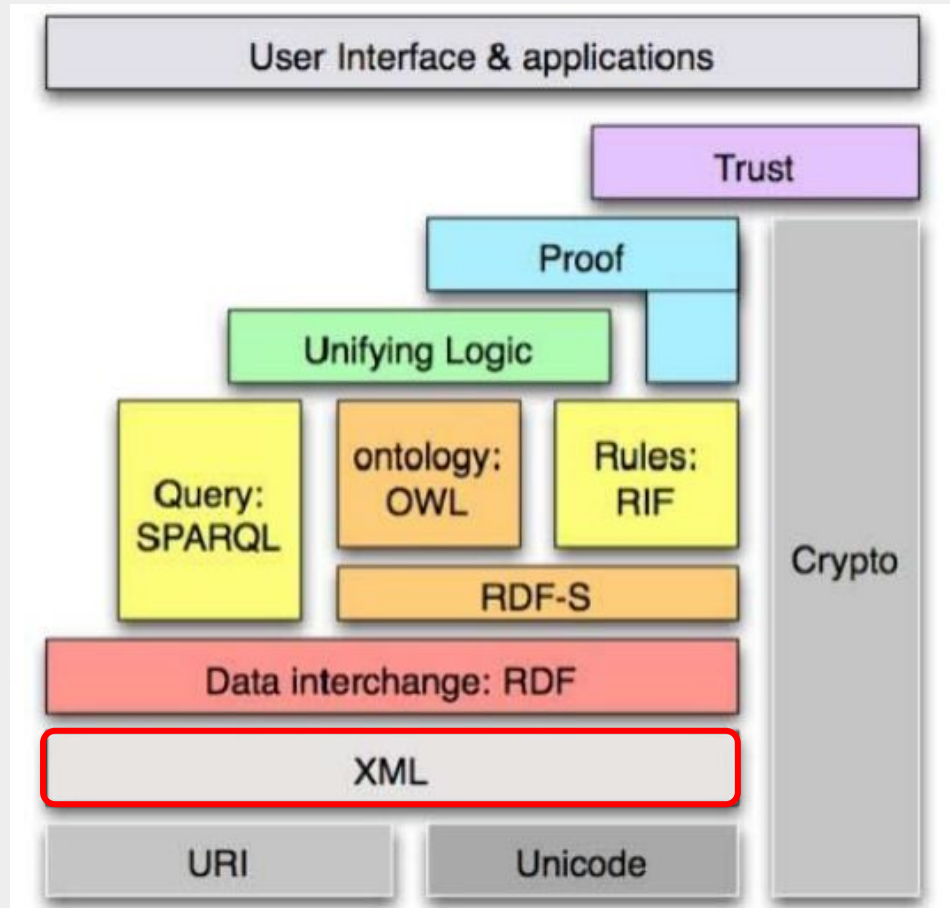 User Interface & applications
Trust
Proof
Unifying Logic
Query:
SPARQL
ontology:
OWL
Rules:
RIF
Crypto
RDF-S
Data interchange: RDF
XML
URI
Unicode